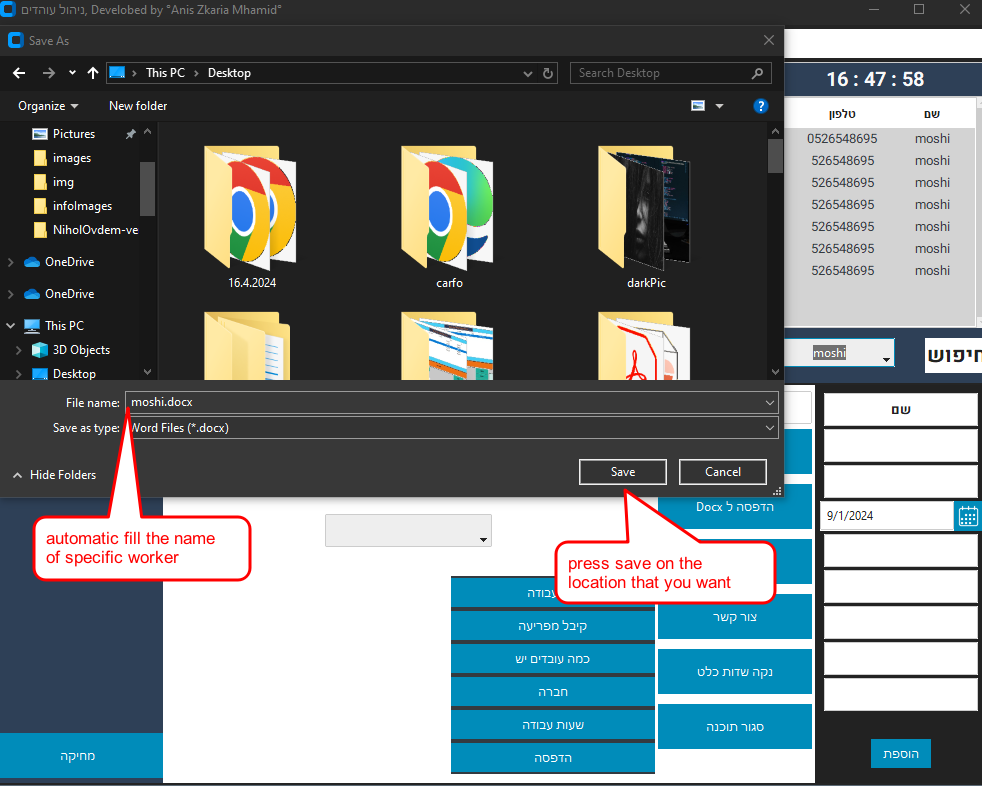 ניהול עוהדים, Develobed by "Anis Zkaria Mhamid"
Save As
This PC
Desktop
Search Desktop
16 : 47 : 58
Organize
New folder
?
טלפון
שם
Pictures
images
img
infoImages
NiholOvdem-ve
OneDrive
OneDrive
This PC
3D Objects
Desktop
16.4.2024
carfo
darkPic
0526548695 moshi
526548695 moshi
526548695 moshi
526548695 moshi
526548695 moshi
526548695 moshi
526548695 moshi
moshi
חיפוש
File name: moshi.docx
Save as type: Word Files (*.docx)
Hide Folders
Save
Cancel
שם
automatic fill the name
of specific worker
press save on the
location that you want
הדפסה ל Docx
9/1/2024
קיבל מפריעה
כמה עובדים יש
חברה
שעות עבודה
הדפסה
צור קשר
נקה שדות כלט
סגור תוכנה
מחיקה
הוספת